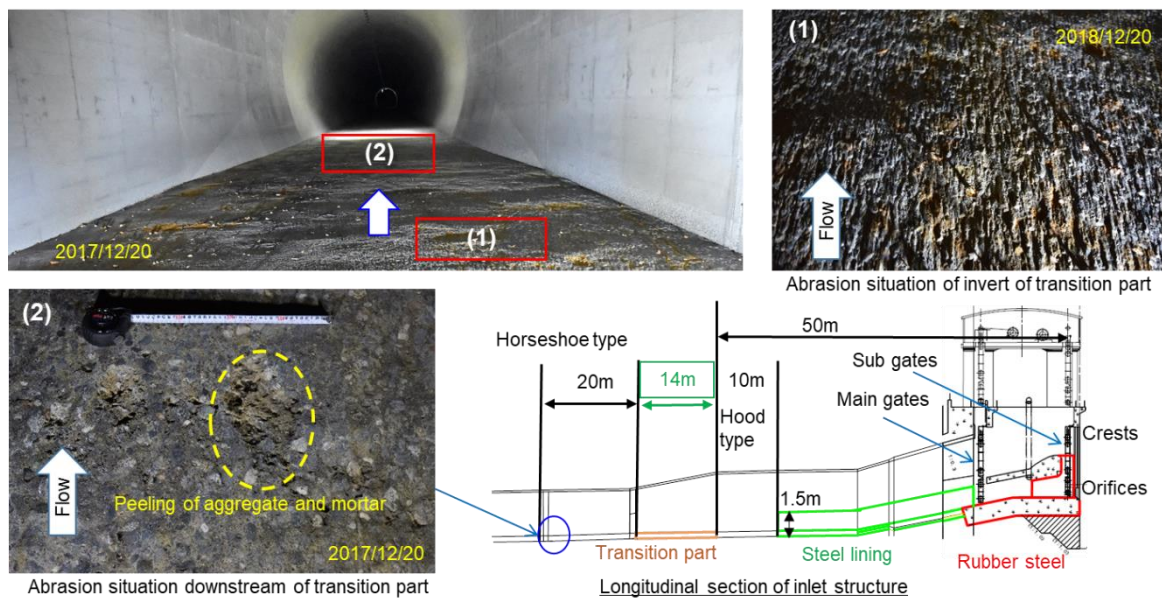 (2)
(1)
2017/12/20
(1)
2018/12/20
Flow
Abrasion situation of invert of transition part
(2)
Flow
Peeling of aggregate and mortar
2017/12/20
Abrasion situation downstream of transition part
50m
Horseshoe type
Sub gates
20m
14m
10m
Main gates
Hood
type
Crests
Orifices
1.5m
Transition part
Steel lining
Rubber steel
Longitudinal section of inlet structure